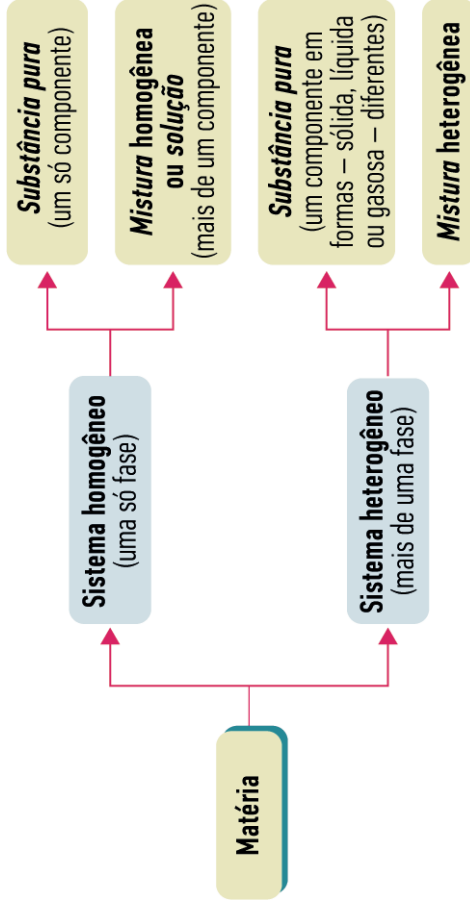 Matéria
Sistema homogêneo
(uma só fase)
Substância pura
(um só componente)
Mistura homogênea
ou solução
(mais de um componente)
Sistema heterogêneo
(mais de uma fase)
Substância pura
(um componente em
formas – sólida, líquida
ou gasosa – diferentes)
Mistura heterogênea